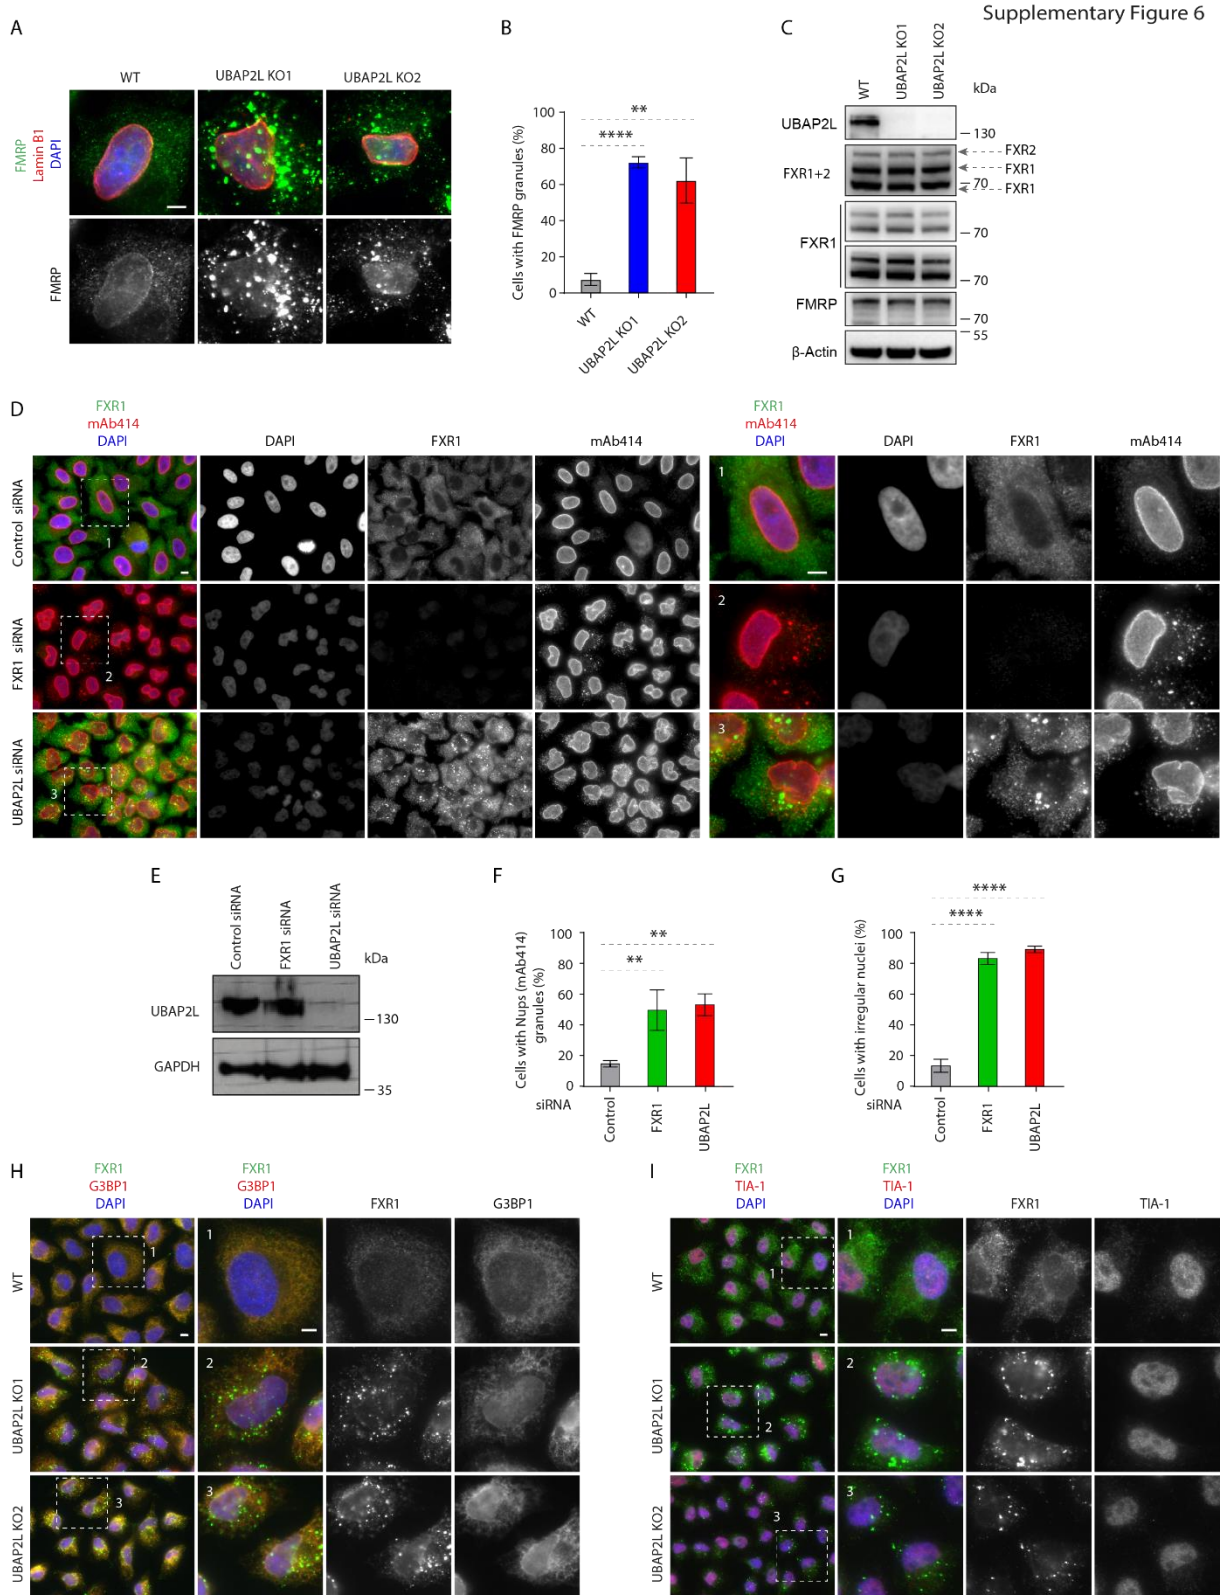 Supplementary Figure 6
A
WT
UBAP2L KO1
UBAP2L KO2
FMRP
Lamin B1
DAPI
FMRP
B
Cells with FMRP granules (%)
100
80
60
40
20
0
**
****
WT
UBAP2L KO1
UBAP2L KO2
C
WT
UBAP2L KO1
UBAP2L KO2
kDa
UBAP2L
130
FXR1+2
FXR2
FXR1
70
FXR1
FXR1
70
70
FMRP
70
55
β-Actin
D
FXR1
mAb414
DAPI
DAPI
FXR1
mAb414
FXR1
mAb414
DAPI
DAPI
FXR1
mAb414
Control siRNA
1
1
FXR1 siRNA
2
2
UBAP2L siRNA
3
3
E
Control siRNA
FXR1 siRNA
UBAP2L siRNA
kDa
UBAP2L
130
GAPDH
35
F
Cells with Nups (mAb414)
granules (%)
100
80
60
40
20
0
**
**
siRNA
Control
FXR1
UBAP2L
G
Cells with irregular nuclei (%)
100
80
60
40
20
0
****
****
siRNA
Control
FXR1
UBAP2L
H
FXR1
G3BP1
DAPI
FXR1
G3BP1
DAPI
FXR1
G3BP1
WT
1
1
UBAP2L KO1
2
2
UBAP2L KO2
3
3
I
FXR1
TIA-1
DAPI
FXR1
TIA-1
DAPI
FXR1
TIA-1
WT
1
1
UBAP2L KO1
2
2
UBAP2L KO2
3
3